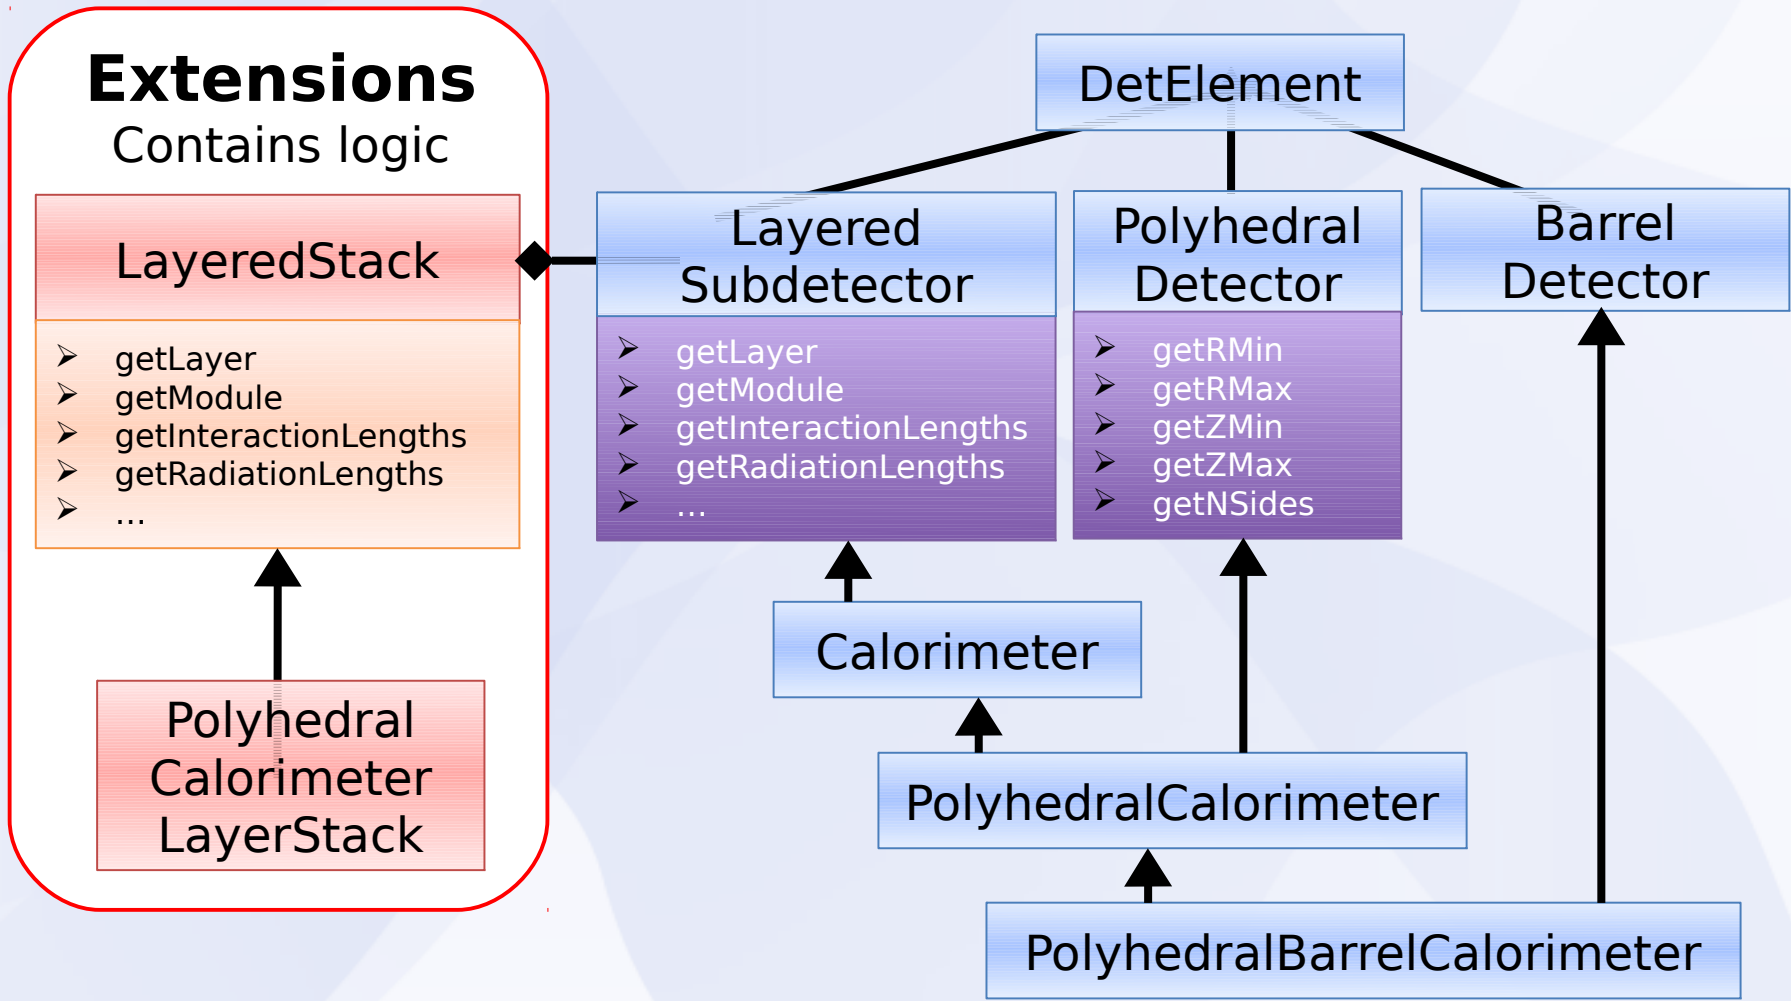 Extensions
Contains logic
LayeredStack
getLayer
getModule
getInteractionLengths
getRadiationLengths
...
Polyhedral
Calorimeter
LayerStack
DetElement
Layered
Subdetector
getLayer
getModule
getInteractionLengths
getRadiationLengths
...
Polyhedral
Detector
getRMin
getRMax
getZMin
getZMax
getNSides
Barrel
Detector
Calorimeter
PolyhedralCalorimeter
PolyhedralBarrelCalorimeter